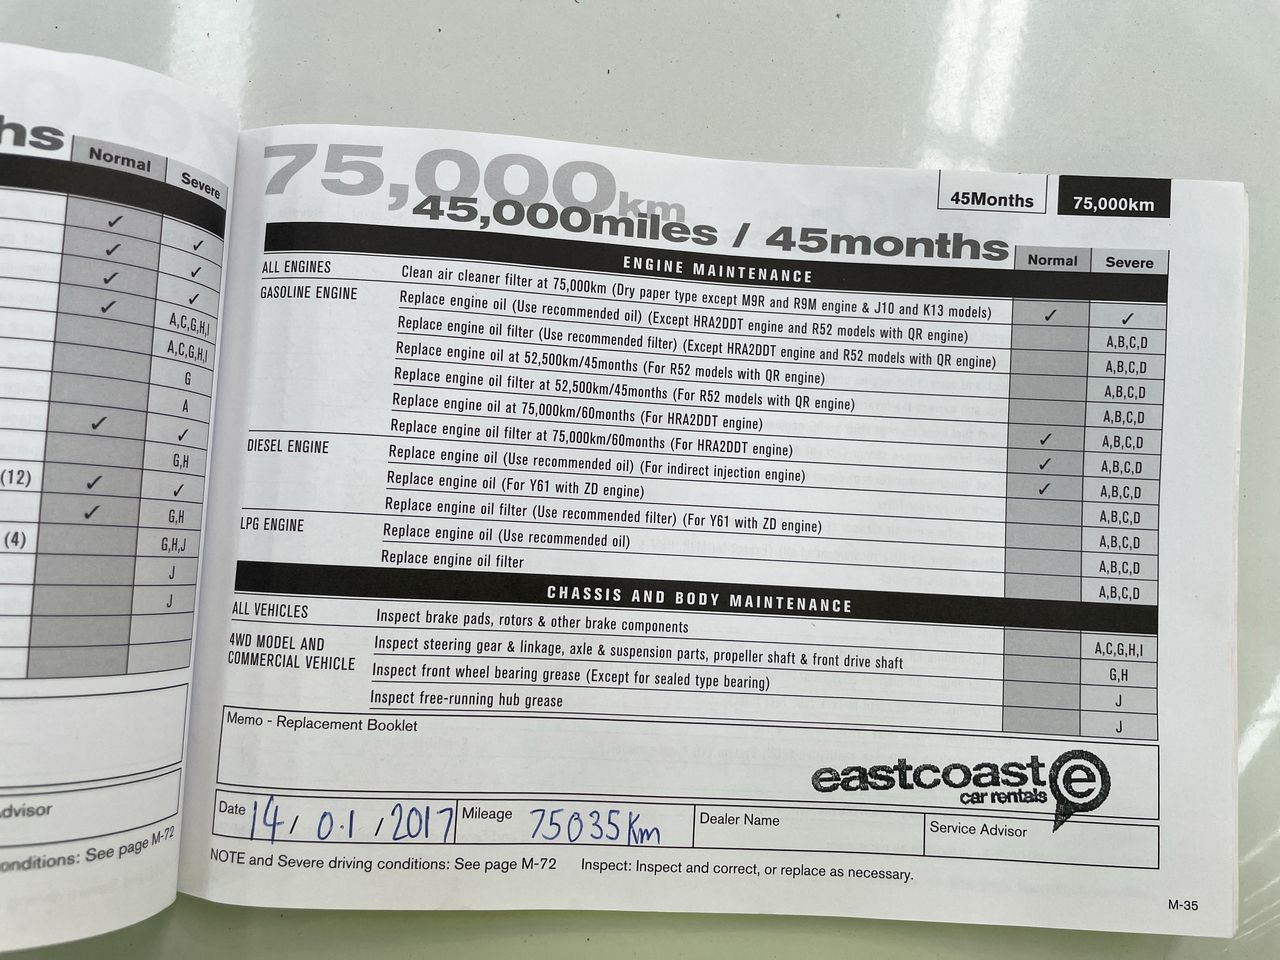 hs
Normal
Severe
✓
✓
✓ ✓
✓ ✓
✓ A,C,G,H,I
A,C,G,H,I
G
A
✓ ✓
G,H
(12) ✓ ✓
✓ G,H
(4) G,H,J
J
J
dvisor
onditions: See page M-72
75,000km
45,000miles / 45months
45Months
75,000km
ENGINE MAINTENANCE
Normal
Severe
ALL ENGINES
Clean air cleaner filter at 75,000km (Dry paper type except M9R and R9M engine & J10 and K13 models) ✓ ✓
GASOLINE ENGINE
Replace engine oil (Use recommended oil) (Except HRA2DDT engine and R52 models with QR engine) A,B,C,D
Replace engine oil filter (Use recommended filter) (Except HRA2DDT engine and R52 models with QR engine) A,B,C,D
Replace engine oil at 52,500km/45months (For R52 models with QR engine) A,B,C,D
Replace engine oil filter at 52,500km/45months (For R52 models with QR engine) A,B,C,D
Replace engine oil at 75,000km/60months (For HRA2DDT engine) ✓ A,B,C,D
Replace engine oil filter at 75,000km/60months (For HRA2DDT engine) ✓ A,B,C,D
DIESEL ENGINE
Replace engine oil (Use recommended oil) (For indirect injection engine) ✓ A,B,C,D
Replace engine oil (For Y61 with ZD engine) A,B,C,D
Replace engine oil filter (Use recommended filter) (For Y61 with ZD engine) A,B,C,D
LPG ENGINE
Replace engine oil (Use recommended oil) A,B,C,D
Replace engine oil filter A,B,C,D
CHASSIS AND BODY MAINTENANCE
ALL VEHICLES
Inspect brake pads, rotors & other brake components A,C,G,H,I
4WD MODEL AND
COMMERCIAL VEHICLE
Inspect steering gear & linkage, axle & suspension parts, propeller shaft & front drive shaft G,H
Inspect front wheel bearing grease (Except for sealed type bearing) J
Inspect free-running hub grease J
Memo - Replacement Booklet
eastcoast e
car rentals
Date 14 / 01 / 2017
Mileage 75035 Km
Dealer Name
Service Advisor
NOTE and Severe driving conditions: See page M-72 Inspect: Inspect and correct, or replace as necessary.
M-35